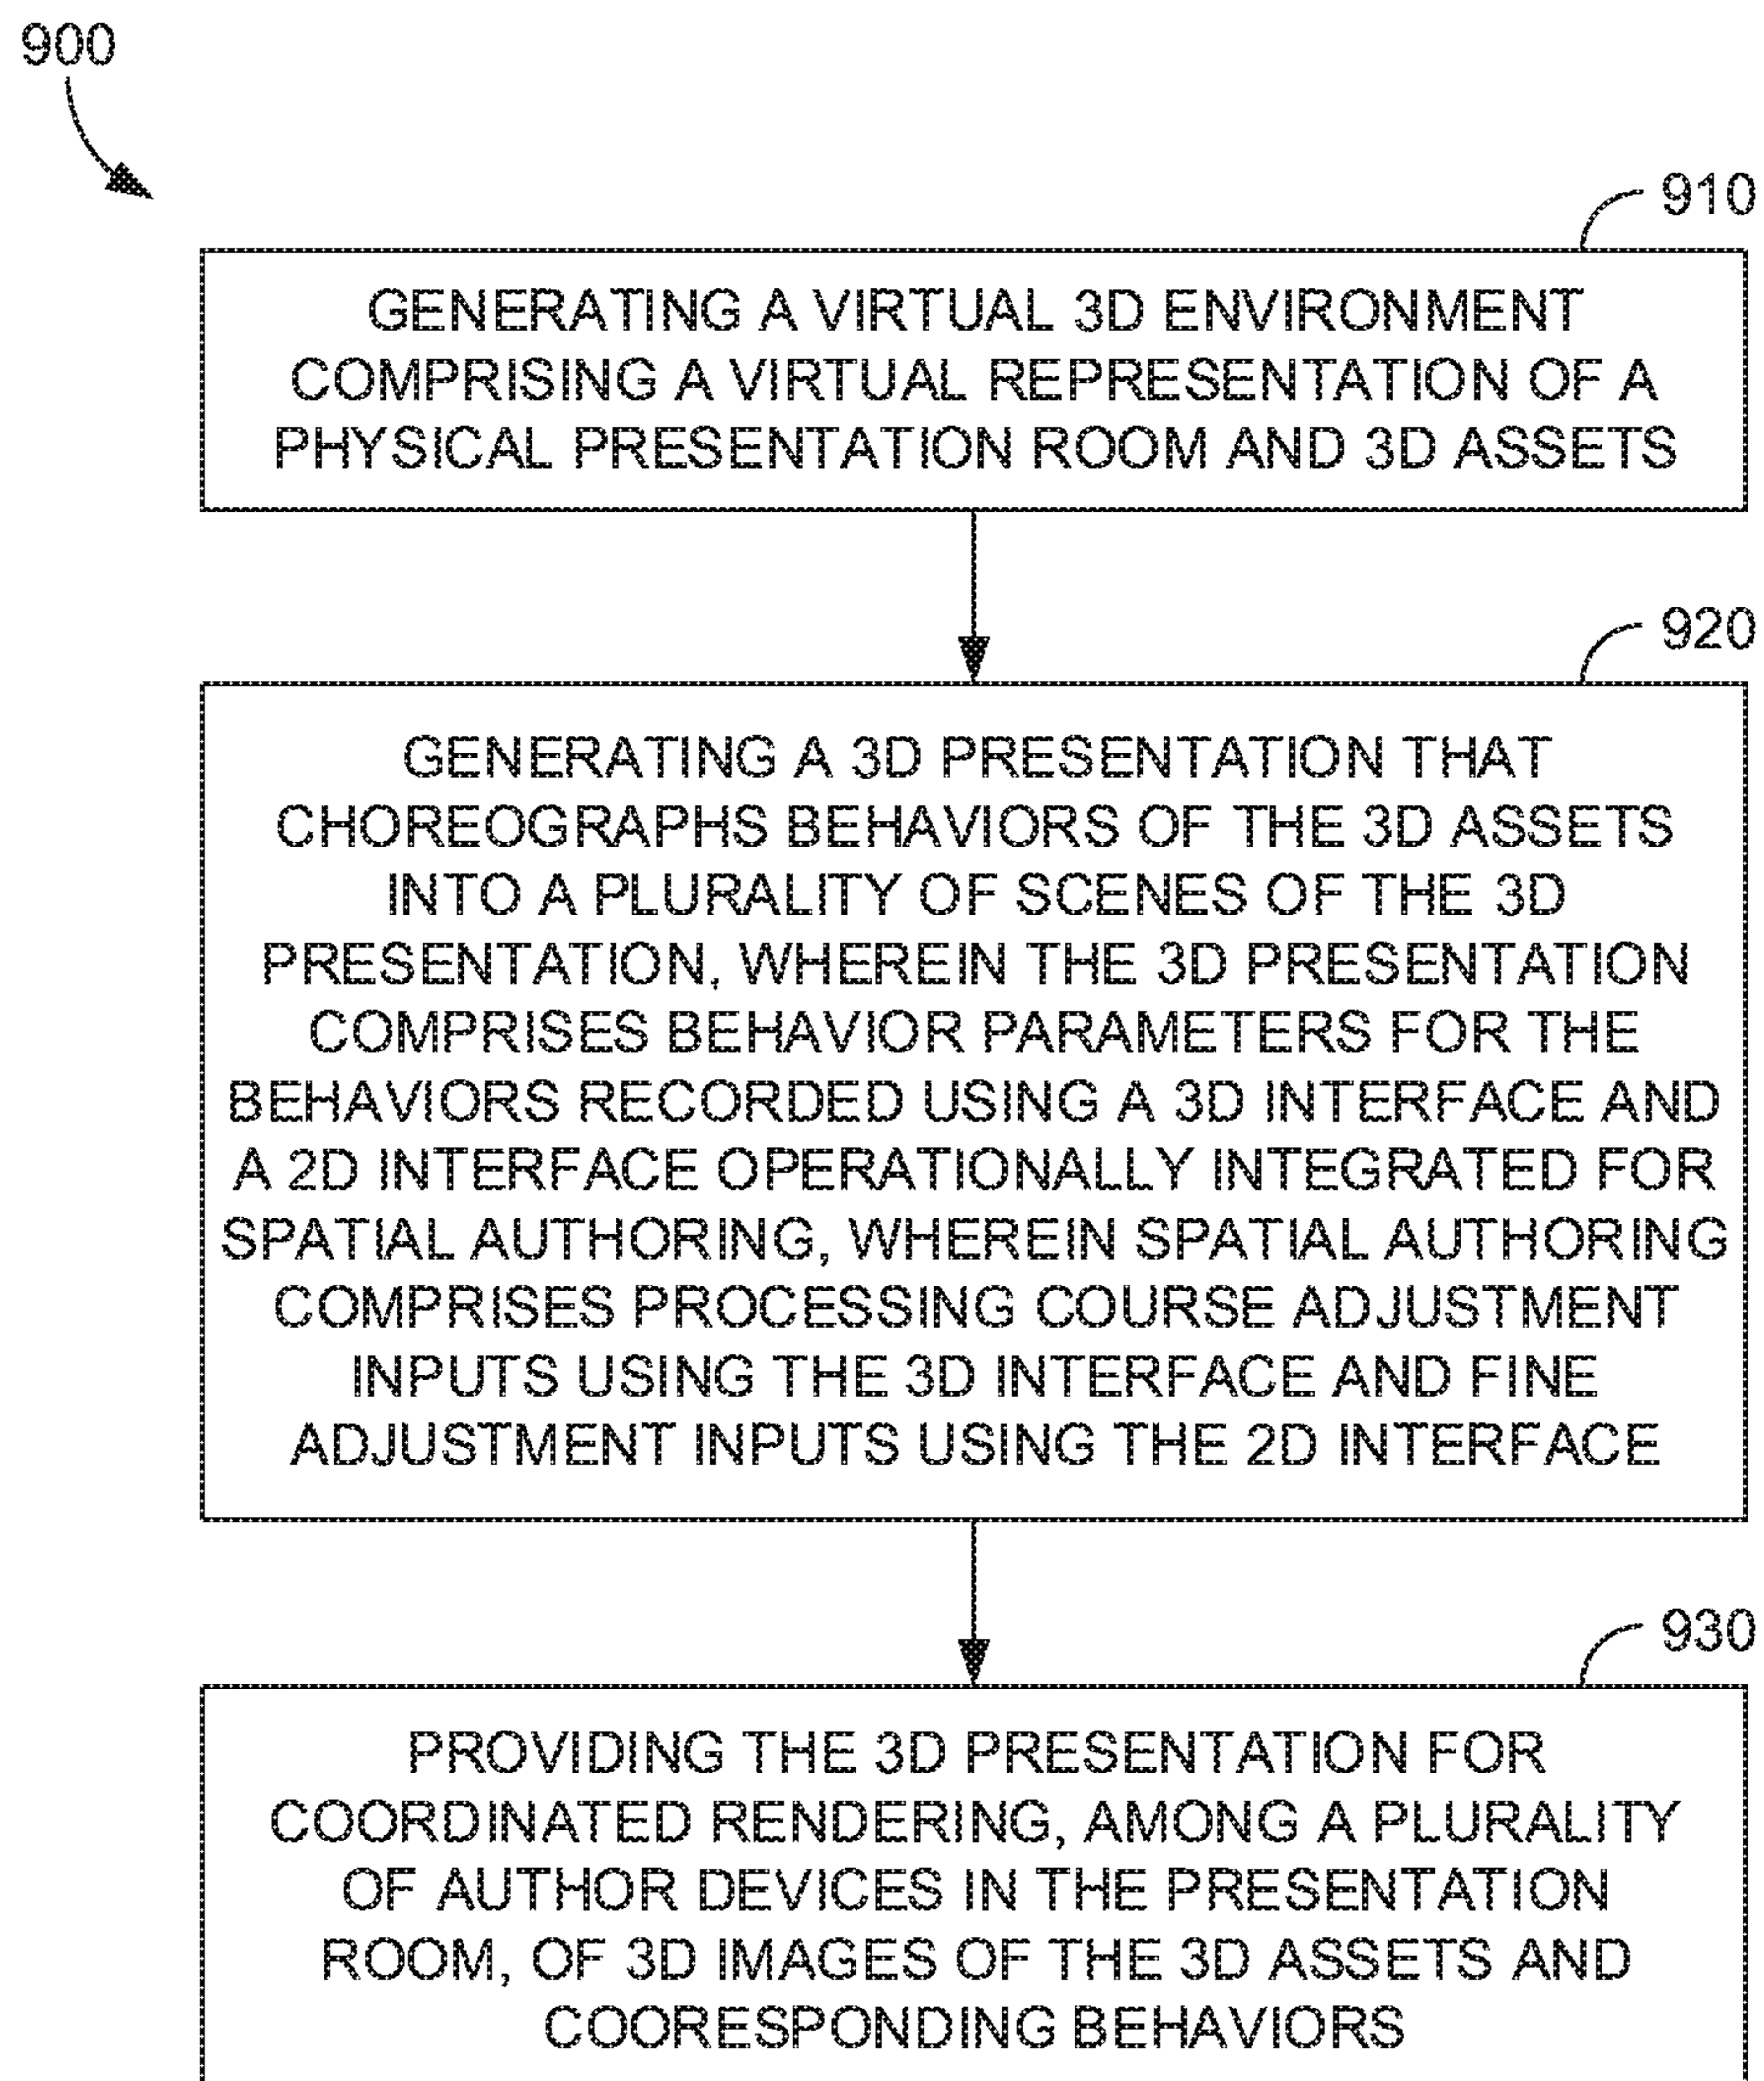 900
910
GENERATING A VIRTUAL 3D ENVIRONMENT
COMPRISING A VIRTUAL REPRESENTATION OF A
PHYSICAL PRESENTATION ROOM AND 3D ASSETS
920
GENERATING A 3D PRESENTATION THAT
CHOREOGRAPHS BEHAVIORS OF THE 3D ASSETS
INTO A PLURALITY OF SCENES OF THE 3D
PRESENTATION, WHEREIN THE 3D PRESENTATION
COMPRISES BEHAVIOR PARAMETERS FOR THE
BEHAVIORS RECORDED USING A 3D INTERFACE AND
A 2D INTERFACE OPERATIONALLY INTEGRATED FOR
SPATIAL AUTHORING, WHEREIN SPATIAL AUTHORING
COMPRISES PROCESSING COURSE ADJUSTMENT
INPUTS USING THE 3D INTERFACE AND FINE
ADJUSTMENT INPUTS USING THE 2D INTERFACE
930
PROVIDING THE 3D PRESENTATION FOR
COORDINATED RENDERING, AMONG A PLURALITY
OF AUTHOR DEVICES IN THE PRESENTATION
ROOM, OF 3D IMAGES OF THE 3D ASSETS AND
COORESPONDING BEHAVIORS